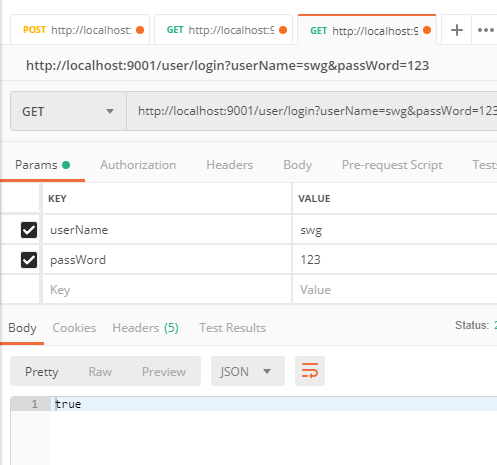 POST http://localhost: GET http://localhost:9 GET http://localhost:9 + •••
http://localhost:9001/user/login?userName=swg&passWord=123
GET http://localhost:9001/user/login?userName=swg&passWord=123
Params Authorization Headers Body Pre-request Script Tests
KEY VALUE
userName swg
passWord 123
Key Value
Body Cookies Headers (5) Test Results Status: 2
Pretty Raw Preview JSON
1 true